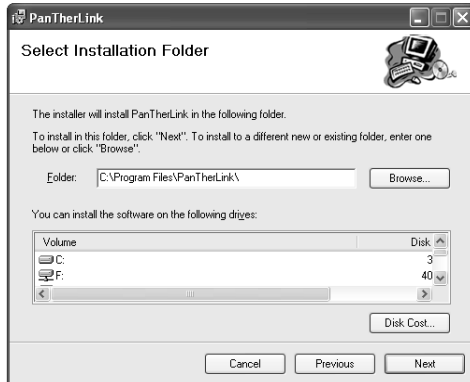 PanTherLink
Select Installation Folder
The installer will install PanTherLink in the following folder.
To install in this folder, click "Next". To install to a different new or existing folder, enter one
below or click "Browse".
Folder: C:\Program Files\PanTherLink\ Browse...
You can install the software on the following drives:
Volume Disk
C: 3
F: 40
Disk Cost...
Cancel Previous Next